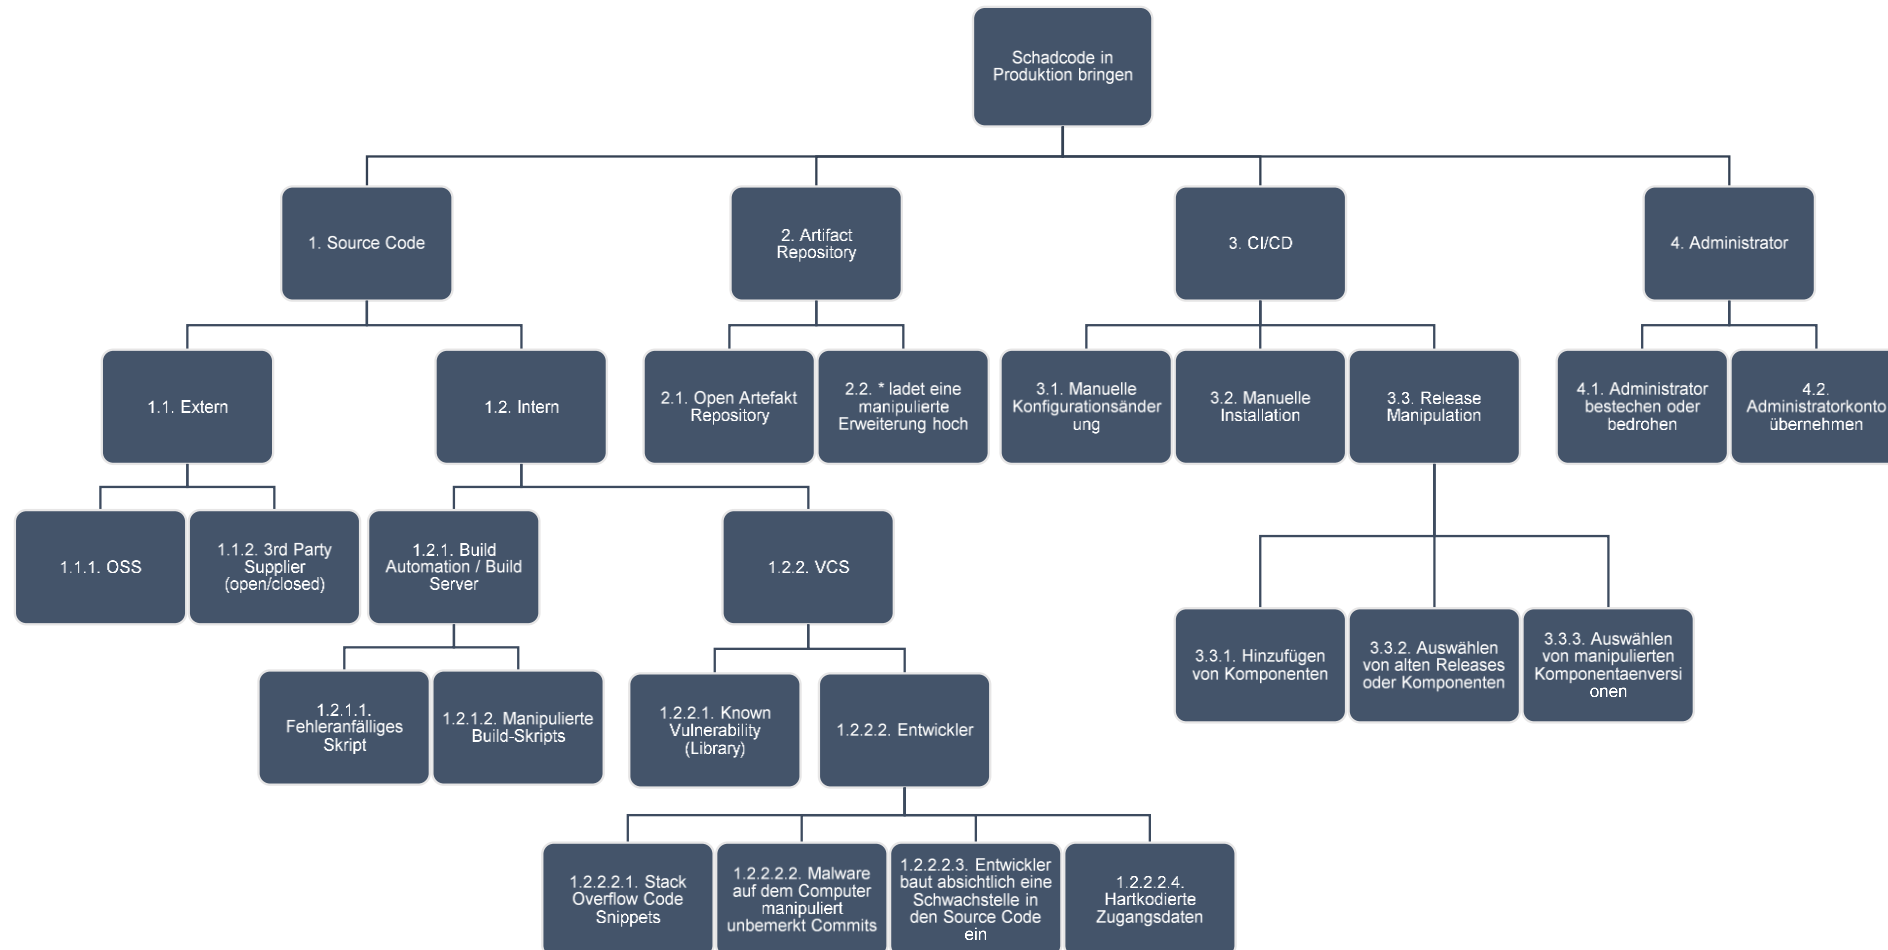 Schadcode in
Produktion bringen
1. Source Code
2. Artifact
Repository
3. CI/CD
4. Administrator
1.1. Extern
1.2. Intern
2.1. Open Artefakt
Repository
2.2. * ladet eine
manipulierte
Erweiterung hoch
3.1. Manuelle
Konfigurationsänder
ung
3.2. Manuelle
Installation
3.3. Release
Manipulation
4.1. Administrator
bestechen oder
bedrohen
4.2.
Administratorkonto
übernehmen
1.1.1. OSS
1.1.2. 3rd Party
Supplier
(open/closed)
1.2.1. Build
Automation / Build
Server
1.2.2. VCS
3.3.1. Hinzufügen
von Komponenten
3.3.2. Auswählen
von alten Releases
oder Komponenten
3.3.3. Auswählen
von manipulierten
Komponentaenversi
onen
1.2.1.1.
Fehleranfälliges
Skript
1.2.1.2. Manipulierte
Build-Skripts
1.2.2.1. Known
Vulnerability
(Library)
1.2.2.2. Entwickler
1.2.2.2.1. Stack
Overflow Code
Snippets
1.2.2.2.2. Malware
auf dem Computer
manipuliert
unbemerkt Commits
1.2.2.2.3. Entwickler
baut absichtlich eine
Schwachstelle in
den Source Code
ein
1.2.2.2.4.
Hartkodierte
Zugangsdaten